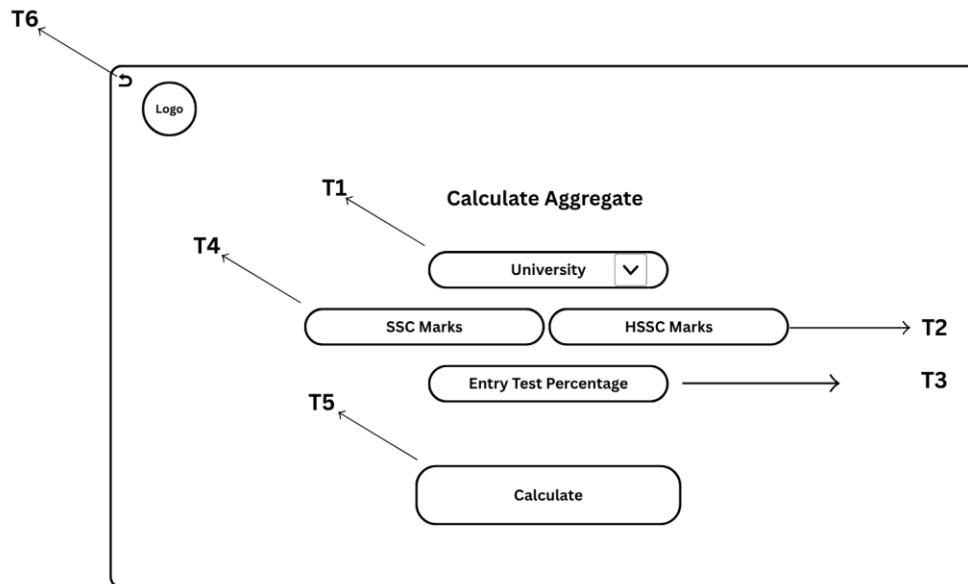 T6
Logo
T1
Calculate Aggregate
T4
University
SSC Marks HSSC Marks T2
Entry Test Percentage T3
T5
Calculate